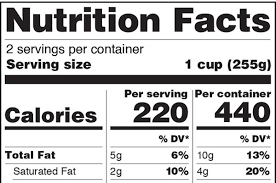 Nutrition Facts
2 servings per container
Serving size 1 cup (255g)
Per serving Per container
Calories 220 440
% DV* % DV*
Total Fat 5g 6% 10g 13%
Saturated Fat 2g 10% 4g 20%